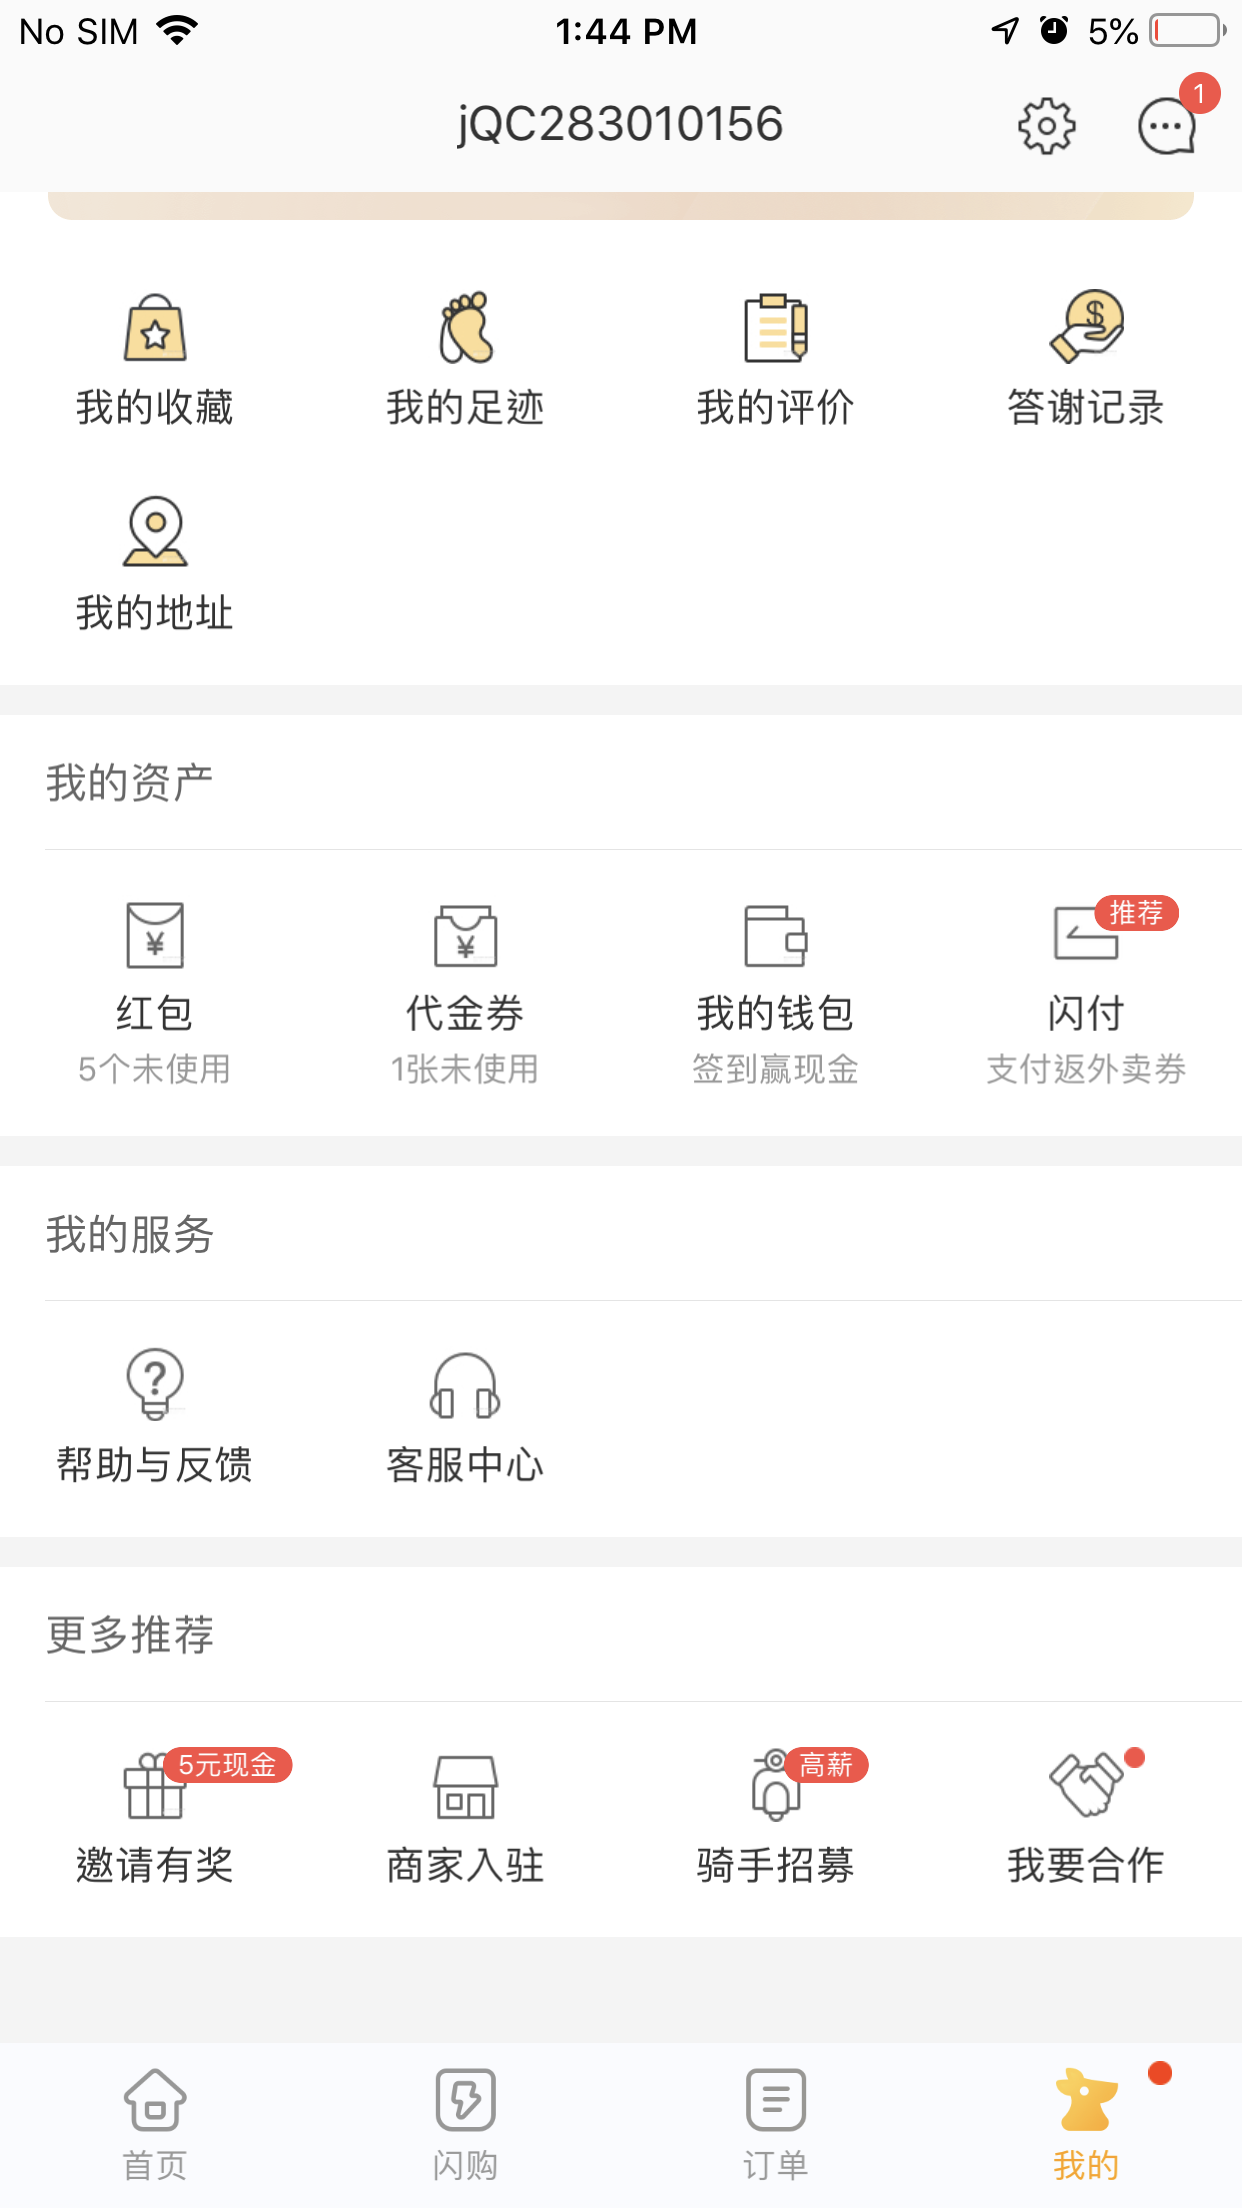 No SIM 1:44 PM 5%
jQC283010156 1
我的收藏 我的足迹 我的评价 答谢记录
我的地址
我的资产
推荐
红包 代金券 我的钱包 闪付
5个未使用 1张未使用 签到赢现金 支付返外卖券
我的服务
帮助与反馈 客服中心
更多推荐
5元现金 高薪
邀请有奖 商家入驻 骑手招募 我要合作
首页 闪购 订单 我的